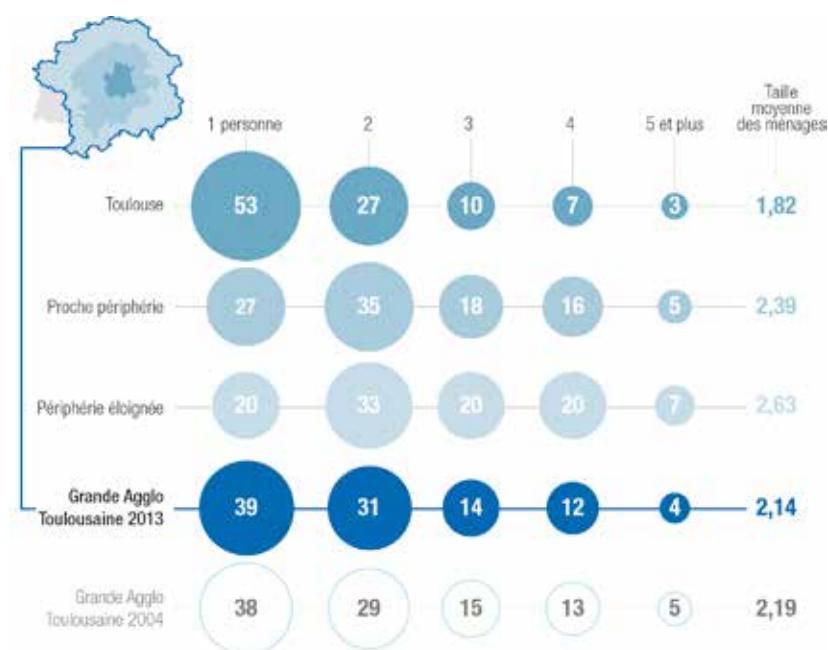 Taille
moyenne
des ménages
1 personne 2 3 4 5 et plus
Toulouse 53 27 10 7 3 1,82
Proche périphérie 27 35 18 16 5 2,39
Périphérie éloignée 20 33 20 20 7 2,63
Grande Agglo
Toulousaine 2013 39 31 14 12 4 2,14
Grande Agglo
Toulousaine 2004 38 29 15 13 5 2,19